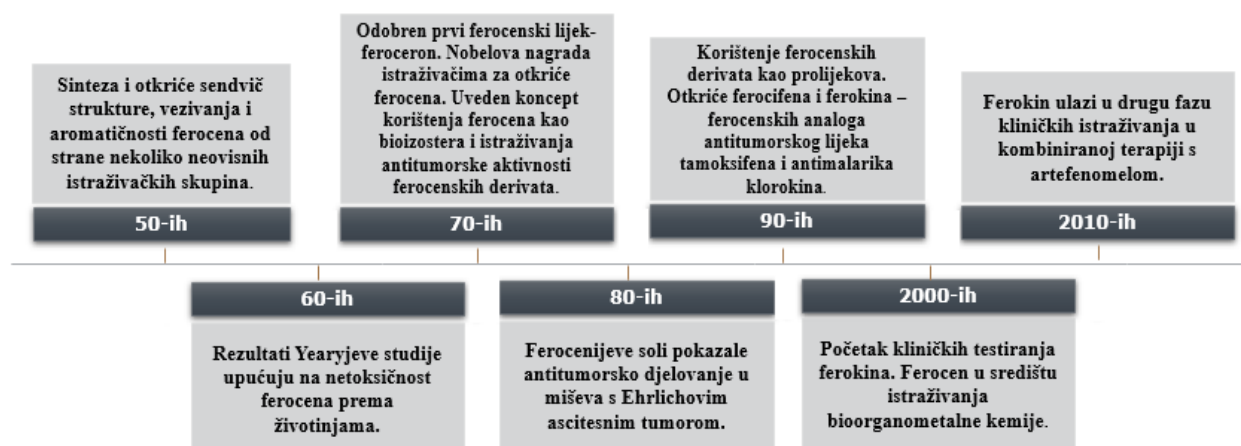 Sinteza i otkriće sendvič
strukture, vezivanja i
aromatičnosti ferocena od
strane nekoliko neovisnih
istraživačkih skupina.
50-ih
Rezultati Yearyjeve studije
upućuju na netoksičnost
ferocena prema
životinjama.
60-ih
Odobren prvi ferocenski lijek-
feroceron. Nobelova nagrada
istraživačima za otkriće
ferocena. Uveden koncept
korištenja ferocena kao
bioizostera i istraživanja
antitumorske aktivnosti
ferocenskih derivata.
70-ih
80-ih
Ferocenijeve soli pokazale
antitumorsko djelovanje u
miševa s Ehrlichovim
ascitesnim tumorom.
Korištenje ferocenskih
derivata kao prolijekova.
Otkriće ferocifena i ferokina –
ferocenskih analoga
antitumorskog lijeka
tamoksifena i antimalarika
klorokina.
90-ih
2000-ih
Početak kliničkih testiranja
ferokina. Ferocen u središtu
istraživanja
bioorganometalne kemije.
Ferokin ulazi u drugu fazu
kliničkih istraživanja u
kombiniranoj terapiji s
artefenomelom.
2010-ih